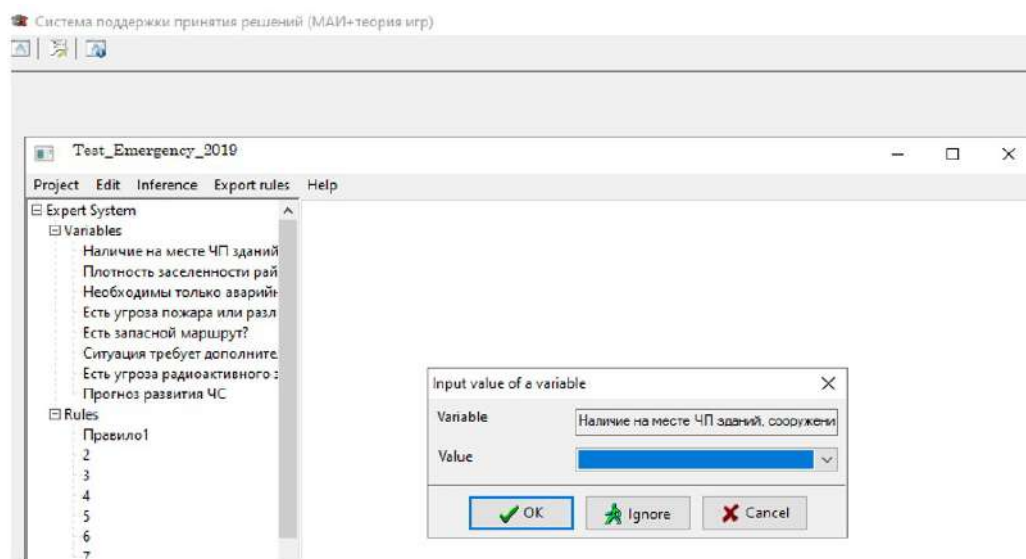 Система поддержки принятия решений (МАИ+теория игр)
Test_Emergency_2019
Project Edit Inference Export rules Help
Expert System
Variables
Наличие на месте ЧП зданий
Плотность заселенности рай
Необходимы только аварийн
Есть угроза пожара или разл
Есть запасной маршрут?
Ситуация требует дополните
Есть угроза радиоактивного з
Прогноз развития ЧС
Rules
Правило1
2
3
4
5
6
7
Input value of a variable
Variable
Наличие на месте ЧП зданий, сооружени
Value
OK Ignore Cancel